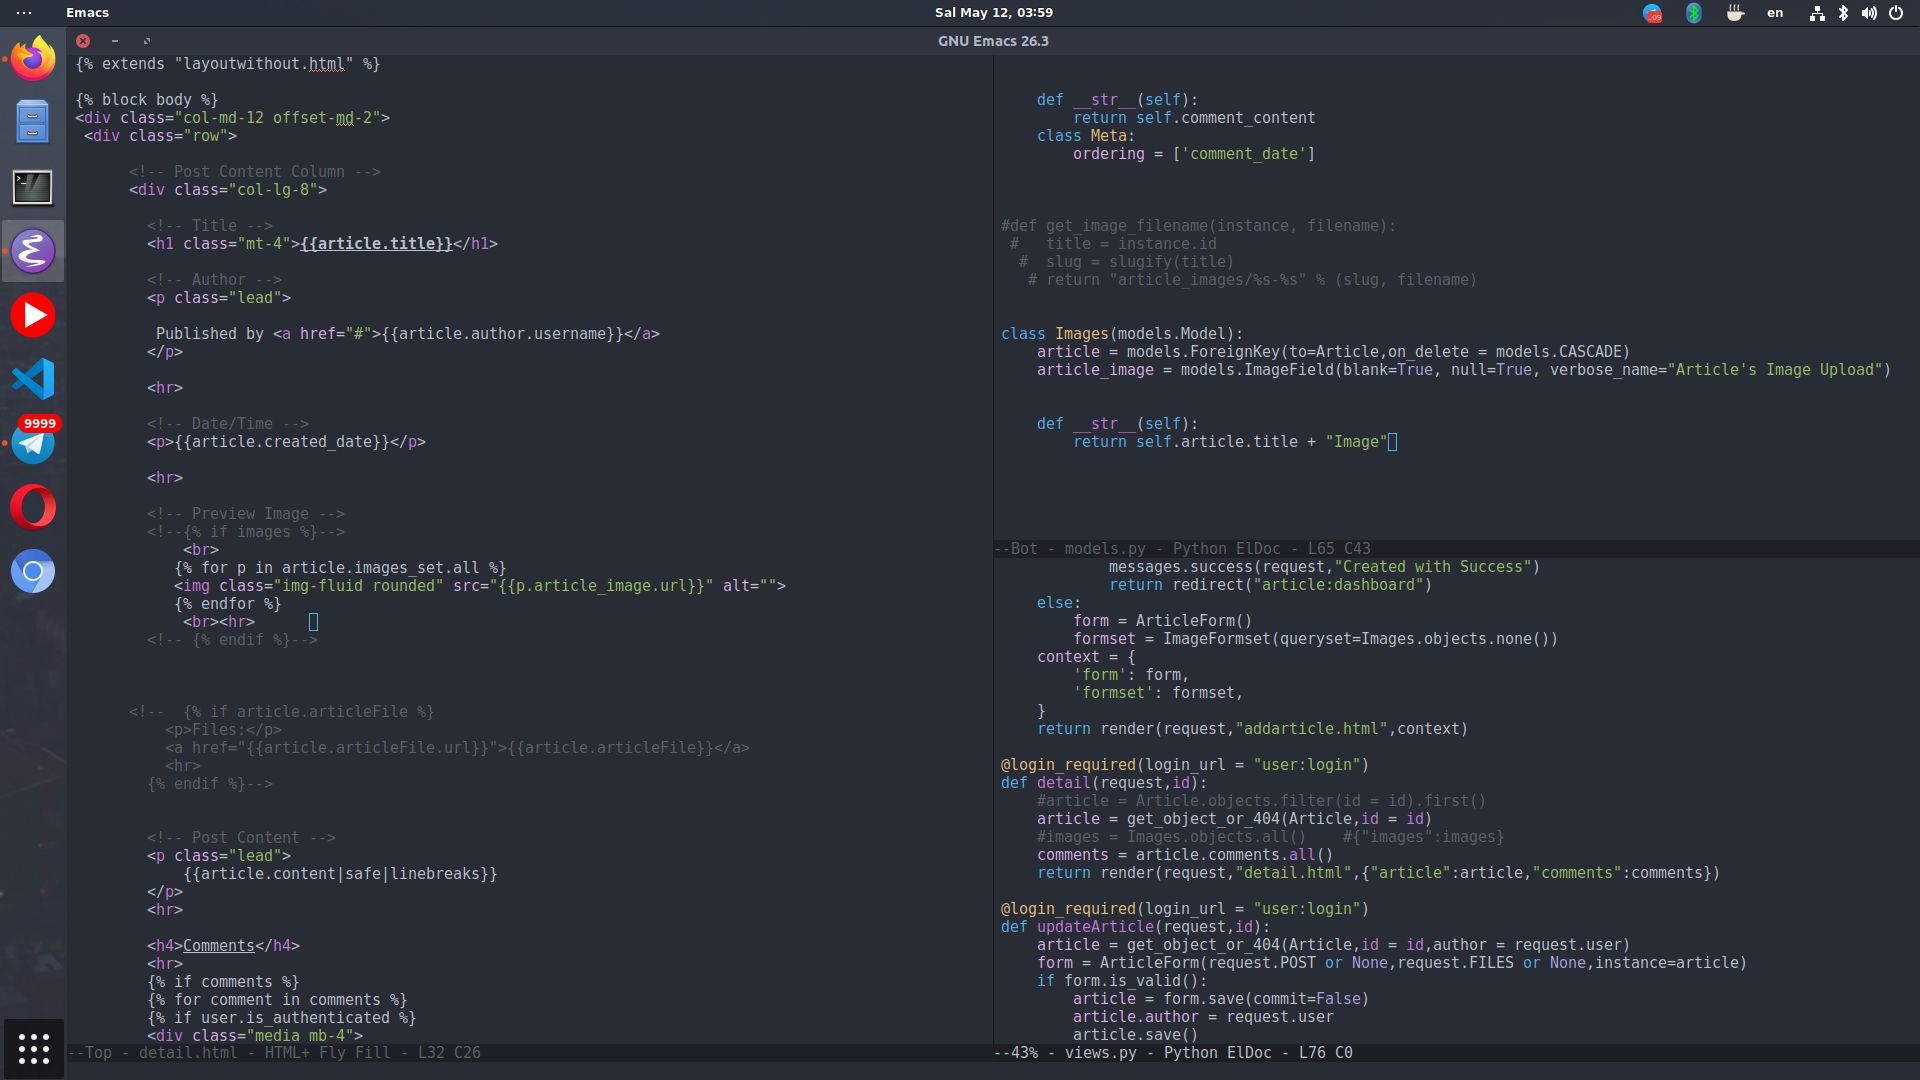 Emacs
Sal May 12, 03:59
.09
en
GNU Emacs 26.3
9999
{% extends "layoutwithout.html" %}
{% block body %}
<div class="col-md-12 offset-md-2">
<div class="row">
<!-- Post Content Column -->
<div class="col-lg-8">
<!-- Title -->
<h1 class="mt-4">{{article.title}}</h1>
<!-- Author -->
<p class="lead">
Published by <a href="#">{{article.author.username}}</a>
</p>
<hr>
<!-- Date/Time -->
<p>{{article.created_date}}</p>
<hr>
<!-- Preview Image -->
<!--{% if images %}-->
<br>
{% for p in article.images_set.all %}
<img class="img-fluid rounded" src="{{p.article_image.url}}" alt="">
{% endfor %}
<br><hr>
<!-- {% endif %}-->
<!--  {% if article.articleFile %}
<p>Files:</p>
<a href="{{article.articleFile.url}}">{{article.articleFile}}</a>
<hr>
{% endif %}-->
<!-- Post Content -->
<p class="lead">
{{article.content|safe|linebreaks}}
</p>
<hr>
<h4>Comments</h4>
<hr>
{% if comments %}
{% for comment in comments %}
{% if user.is_authenticated %}
<div class="media mb-4">
--Top - detail.html - HTML+ Fly Fill - L32 C26
def __str__(self):
return self.comment_content
class Meta:
ordering = ['comment_date']
#def get_image_filename(instance, filename):
#   title = instance.id
#  slug = slugify(title)
# return "article_images/%s-%s" % (slug, filename)
class Images(models.Model):
article = models.ForeignKey(to=Article,on_delete = models.CASCADE)
article_image = models.ImageField(blank=True, null=True, verbose_name="Article's Image Upload")
def __str__(self):
return self.article.title + "Image"
--Bot - models.py - Python ElDoc - L65 C43
messages.success(request,"Created with Success")
return redirect("article:dashboard")
else:
form = ArticleForm()
formset = ImageFormset(queryset=Images.objects.none())
context = {
'form': form,
'formset': formset,
}
return render(request,"addarticle.html",context)
@login_required(login_url = "user:login")
def detail(request,id):
#article = Article.objects.filter(id = id).first()
article = get_object_or_404(Article,id = id)
#images = Images.objects.all()    #{"images":images}
comments = article.comments.all()
return render(request,"detail.html",{"article":article,"comments":comments})
@login_required(login_url = "user:login")
def updateArticle(request,id):
article = get_object_or_404(Article,id = id,author = request.user)
form = ArticleForm(request.POST or None,request.FILES or None,instance=article)
if form.is_valid():
article = form.save(commit=False)
article.author = request.user
article.save()
--43% - views.py - Python ElDoc - L76 C0